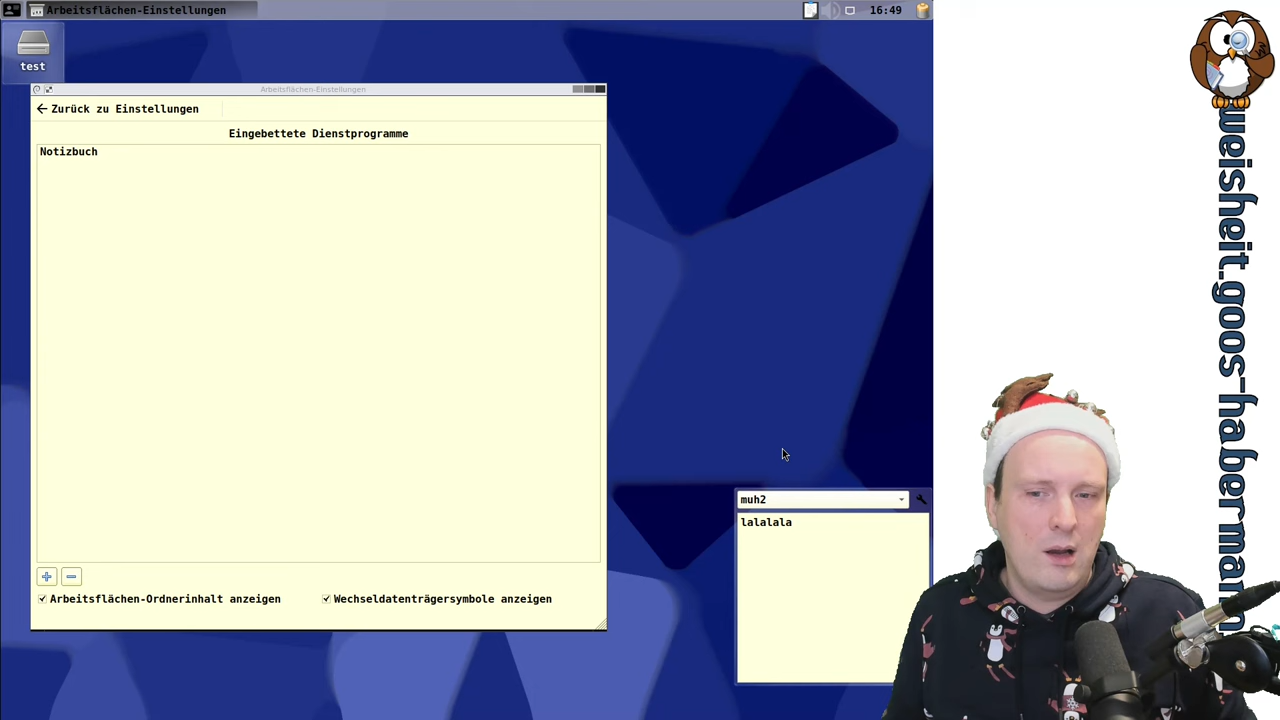 Arbeitsflächen-Einstellungen
16:49
test
Arbeitsflächen-Einstellungen
Zurück zu Einstellungen
Eingebettete Dienstprogramme
Notizbuch
Arbeitsflächen-Ordnerinhalt anzeigen
Wechseldatenträgersymbole anzeigen
muh2
lalalala
weisheit.goos-habermann